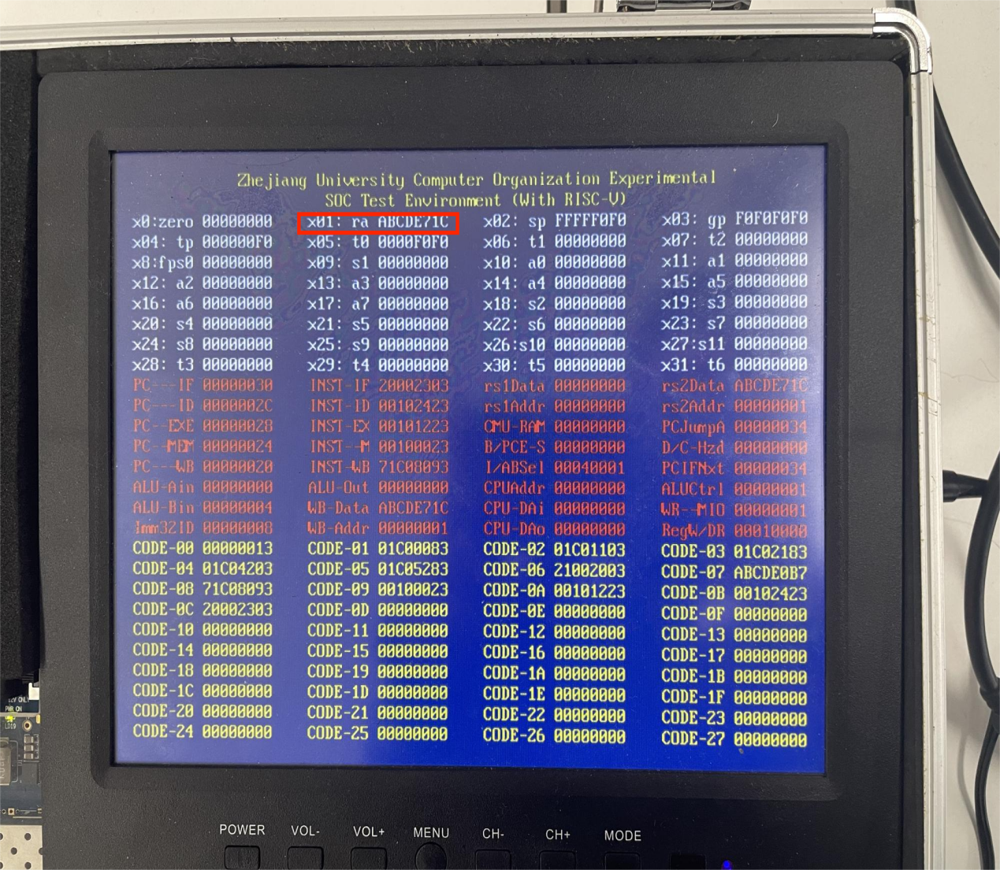 Zhejiang University Computer Organization Experimental
SOC Test Environment (With RISC-V)
x0:zero 00000000 x01: ra ABCDE71C x02: sp FFFFF0F0 x03: gp F0F0F0F0
x04: tp 000000F0 x05: t0 0000F0F0 x06: t1 00000000 x07: t2 00000000
x8:fps0 00000000 x09: s1 00000000 x10: a0 00000000 x11: a1 00000000
x12: a2 00000000 x13: a3 00000000 x14: a4 00000000 x15: a5 00000000
x16: a6 00000000 x17: a7 00000000 x18: s2 00000000 x19: s3 00000000
x20: s4 00000000 x21: s5 00000000 x22: s6 00000000 x23: s7 00000000
x24: s8 00000000 x25: s9 00000000 x26:s10 00000000 x27:s11 00000000
x28: t3 00000000 x29: t4 00000000 x30: t5 00000000 x31: t6 00000000
PC---IF 00000030 INST-IF 20002303 rs1Data 00000000 rs2Data ABCDE71C
PC---ID 0000002C INST-ID 00102423 rs1Addr 00000000 rs2Addr 00000001
PC--EXE 00000028 INST-EX 00101223 CMU-RAM 00000000 PCJumpA 00000034
PC--MEM 00000024 INST--M 00100023 B/PCE-S 00000000 D/C-Hzd 00000000
PC---WB 00000020 INST-WB 71C08093 I/ABSel 00040001 PCIFNxt 00000034
ALU-Ain 00000000 ALU-Out 00000000 CPUAddr 00000000 ALUCtrl 00000001
ALU-Bin 00000004 WB-Data ABCDE71C CPU-DAi 00000000 WR--MIO 00000001
Imm32ID 00000008 WB-Addr 00000001 CPU-DAo 00000000 RegW/DR 00010000
CODE-00 00000013 CODE-01 01C00083 CODE-02 01C01103 CODE-03 01C02183
CODE-04 01C04203 CODE-05 01C05283 CODE-06 21002003 CODE-07 ABCDE0B7
CODE-08 71C08093 CODE-09 00100023 CODE-0A 00101223 CODE-0B 00102423
CODE-0C 20002303 CODE-0D 00000000 CODE-0E 00000000 CODE-0F 00000000
CODE-10 00000000 CODE-11 00000000 CODE-12 00000000 CODE-13 00000000
CODE-14 00000000 CODE-15 00000000 CODE-16 00000000 CODE-17 00000000
CODE-18 00000000 CODE-19 00000000 CODE-1A 00000000 CODE-1B 00000000
CODE-1C 00000000 CODE-1D 00000000 CODE-1E 00000000 CODE-1F 00000000
CODE-20 00000000 CODE-21 00000000 CODE-22 00000000 CODE-23 00000000
CODE-24 00000000 CODE-25 00000000 CODE-26 00000000 CODE-27 00000000
12V ONLY
PWR_ON
LD19
POWER VOL- VOL+ MENU CH- CH+ MODE